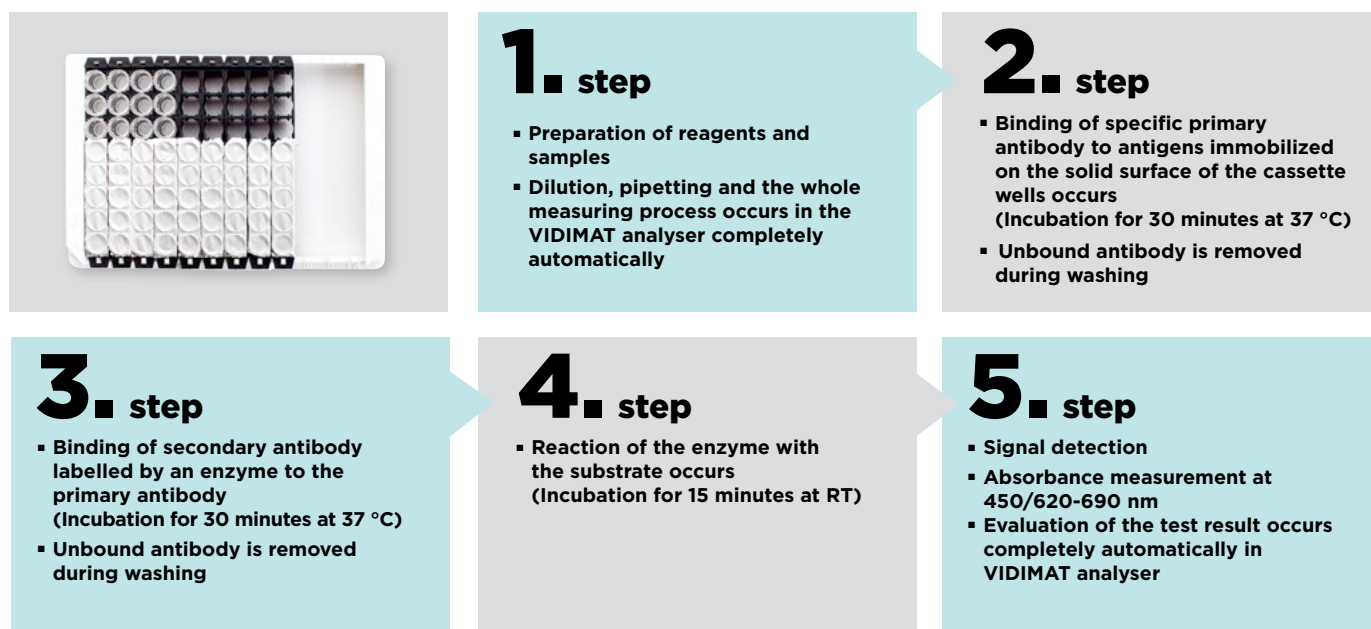 1. step
▪ Preparation of reagents and
samples
▪ Dilution, pipetting and the whole
measuring process occurs in the
VIDIMAT analyser completely
automatically
2. step
▪ Binding of specific primary
antibody to antigens immobilized
on the solid surface of the cassette
wells occurs
(Incubation for 30 minutes at 37 °C)
▪ Unbound antibody is removed
during washing
3. step
▪ Binding of secondary antibody
labelled by an enzyme to the
primary antibody
(Incubation for 30 minutes at 37 °C)
▪ Unbound antibody is removed
during washing
4. step
▪ Reaction of the enzyme with
the substrate occurs
(Incubation for 15 minutes at RT)
5. step
▪ Signal detection
▪ Absorbance measurement at
450/620-690 nm
▪ Evaluation of the test result occurs
completely automatically in
VIDIMAT analyser